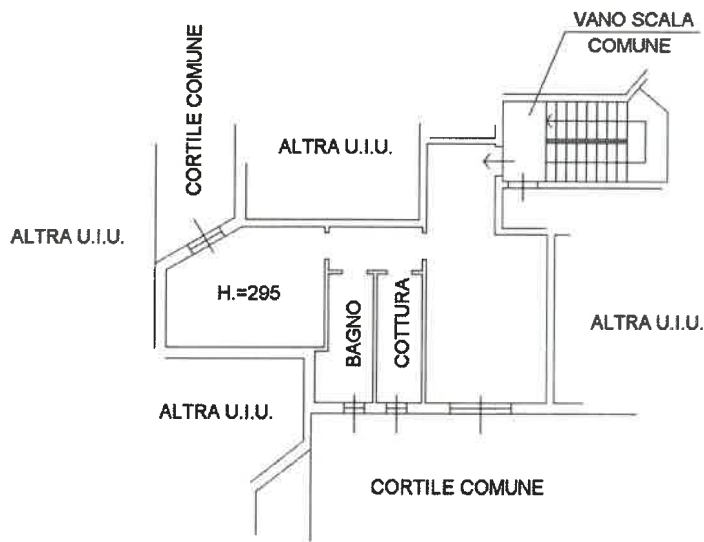 VANO SCALA
COMUNE
CORTILE COMUNE
ALTRA U.I.U.
ALTRA U.I.U.
H.=295
BAGNO
COTTURA
ALTRA U.I.U.
ALTRA U.I.U.
CORTILE COMUNE